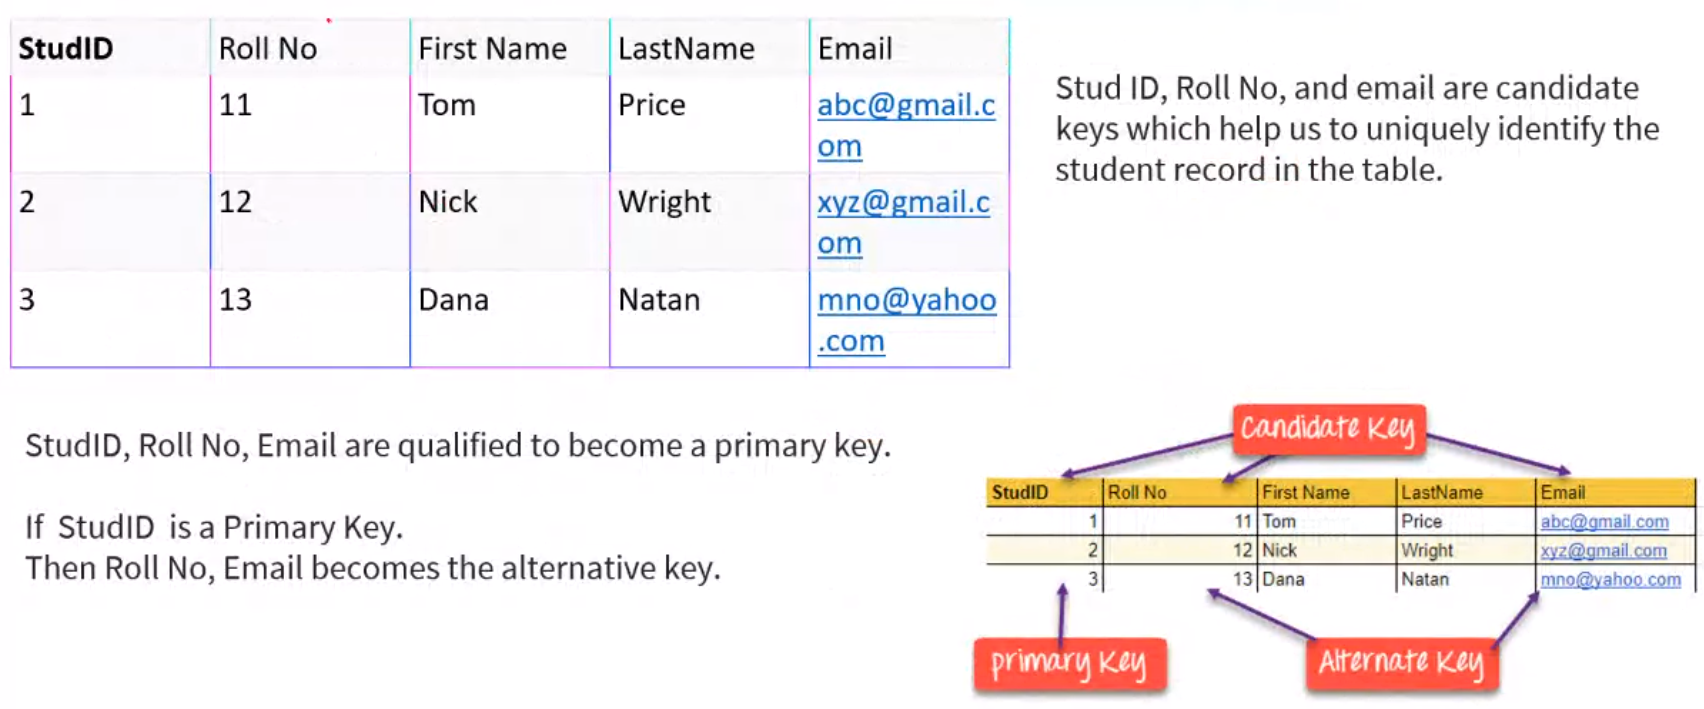 StudID Roll No First Name LastName Email
1 11 Tom Price abc@gmail.c
om
2 12 Nick Wright xyz@gmail.c
om
3 13 Dana Natan mno@yahoo
.com
Stud ID, Roll No, and email are candidate
keys which help us to uniquely identify the
student record in the table.
StudID, Roll No, Email are qualified to become a primary key.
If StudID is a Primary Key.
Then Roll No, Email becomes the alternative key.
Candidate Key
StudID Roll No First Name LastName Email
1 11 Tom Price abc@gmail.com
2 12 Nick Wright xyz@gmail.com
3 13 Dana Natan mno@yahoo.com
primary Key
Alternate Key